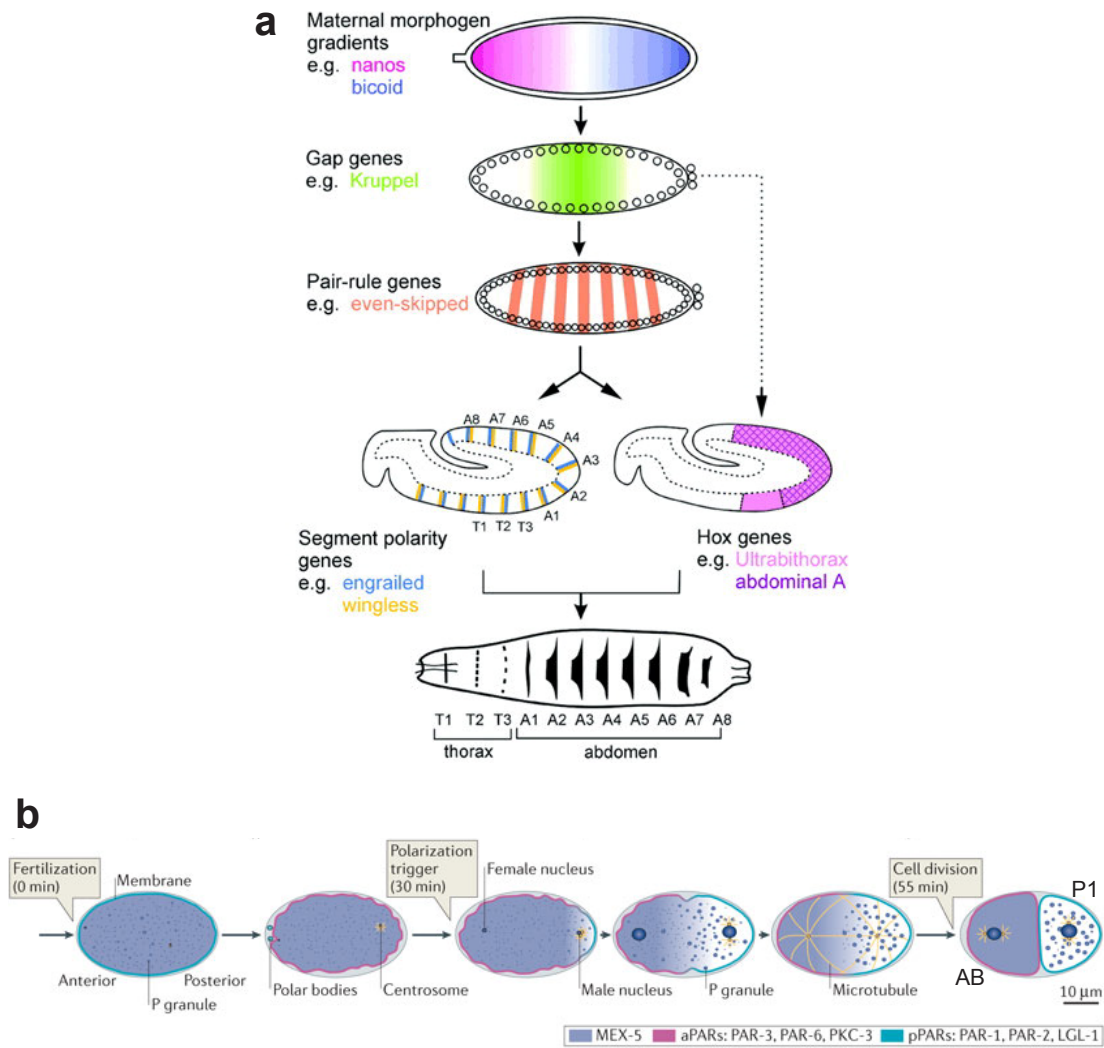 a
Maternal morphogen
gradients
e.g. nanos
bicoid
Gap genes
e.g. Kruppel
Pair-rule genes
e.g. even-skipped
A8 A7 A6 A5 A4 A3 A2 A1
T1 T2 T3
Segment polarity
genes
e.g. engrailed
wingless
Hox genes
e.g. Ultrabithorax
abdominal A
T1 T2 T3 A1 A2 A3 A4 A5 A6 A7 A8
thorax abdomen
b
Fertilization
(0 min)
Membrane
Anterior
Posterior
P granule
Polar bodies
Centrosome
Polarization
trigger
(30 min)
Female nucleus
Male nucleus
P granule
Microtubule
Cell division
(55 min)
P1
AB
10 μm
MEX-5 aPARs: PAR-3, PAR-6, PKC-3 pPARs: PAR-1, PAR-2, LGL-1